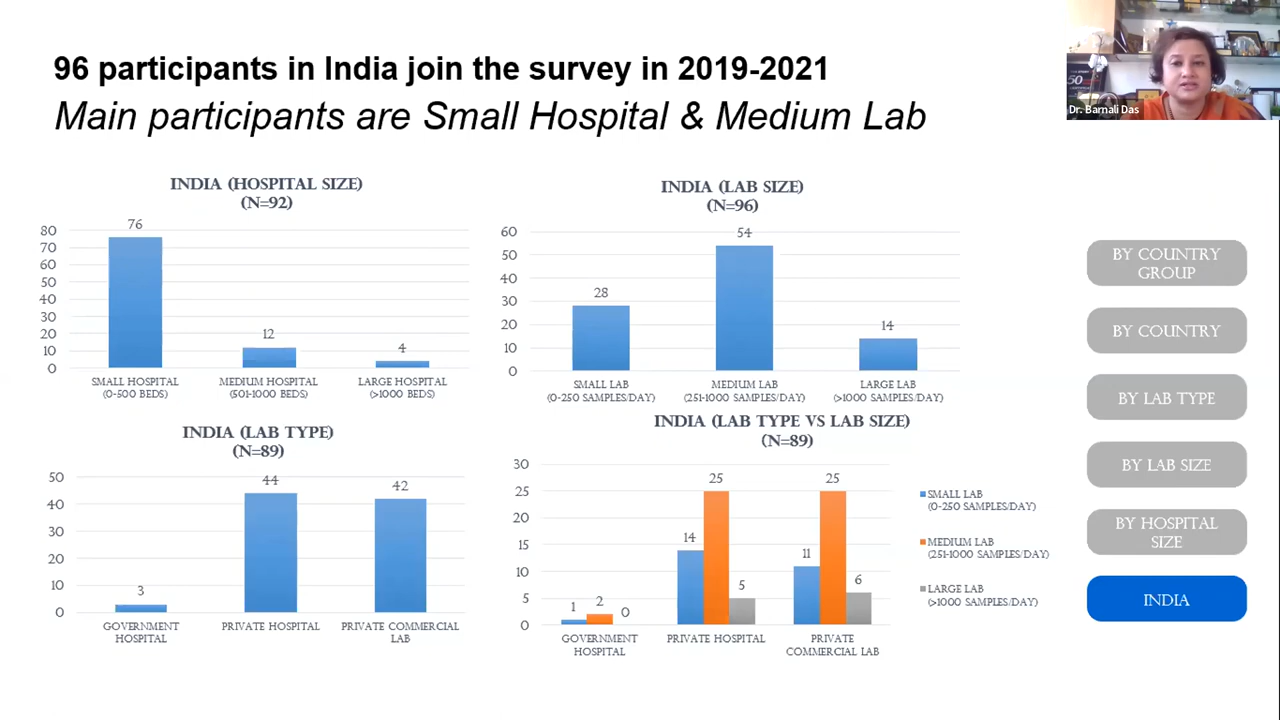 96 participants in India join the survey in 2019-2021
Main participants are Small Hospital & Medium Lab
Dr. Barnali Das
50
INDIA (HOSPITAL SIZE)
(N=92)
80
70
60
50
40
30
20
10
0
76
12
4
SMALL HOSPITAL
(0-500 BEDS)
MEDIUM HOSPITAL
(501-1000 BEDS)
LARGE HOSPITAL
(>1000 BEDS)
INDIA (LAB SIZE)
(N=96)
60
50
40
30
20
10
0
28
54
14
SMALL LAB
(0-250 SAMPLES/DAY)
MEDIUM LAB
(251-1000 SAMPLES/DAY)
LARGE LAB
(>1000 SAMPLES/DAY)
INDIA (LAB TYPE)
(N=89)
50
40
30
20
10
0
3
44
42
GOVERNMENT
HOSPITAL
PRIVATE HOSPITAL
PRIVATE COMMERCIAL
LAB
INDIA (LAB TYPE VS LAB SIZE)
(N=89)
30
25
20
15
10
5
0
1
2
0
14
25
5
11
25
6
GOVERNMENT
HOSPITAL
PRIVATE HOSPITAL
PRIVATE
COMMERCIAL LAB
SMALL LAB
(0-250 SAMPLES/DAY)
MEDIUM LAB
(251-1000 SAMPLES/DAY)
LARGE LAB
(>1000 SAMPLES/DAY)
BY COUNTRY
GROUP
BY COUNTRY
BY LAB TYPE
BY LAB SIZE
BY HOSPITAL
SIZE
INDIA